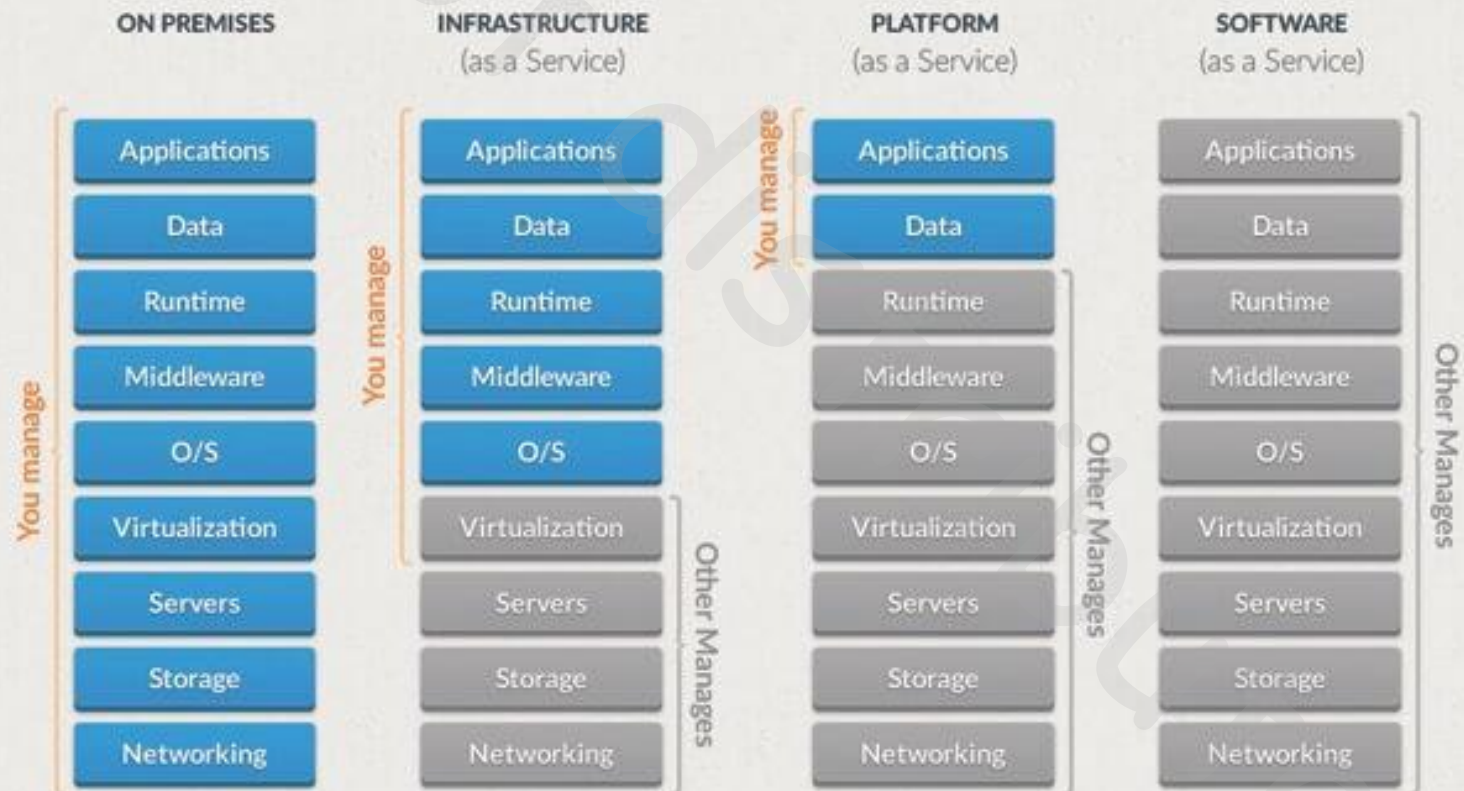 ON PREMISES
Applications
Data
Runtime
Middleware
O/S
Virtualization
Servers
Storage
Networking
You manage
INFRASTRUCTURE
(as a Service)
Applications
Data
Runtime
Middleware
O/S
Virtualization
Servers
Storage
Networking
You manage
Other Manages
PLATFORM
(as a Service)
Applications
Data
Runtime
Middleware
O/S
Virtualization
Servers
Storage
Networking
You manage
Other Manages
SOFTWARE
(as a Service)
Applications
Data
Runtime
Middleware
O/S
Virtualization
Servers
Storage
Networking
Other Manages